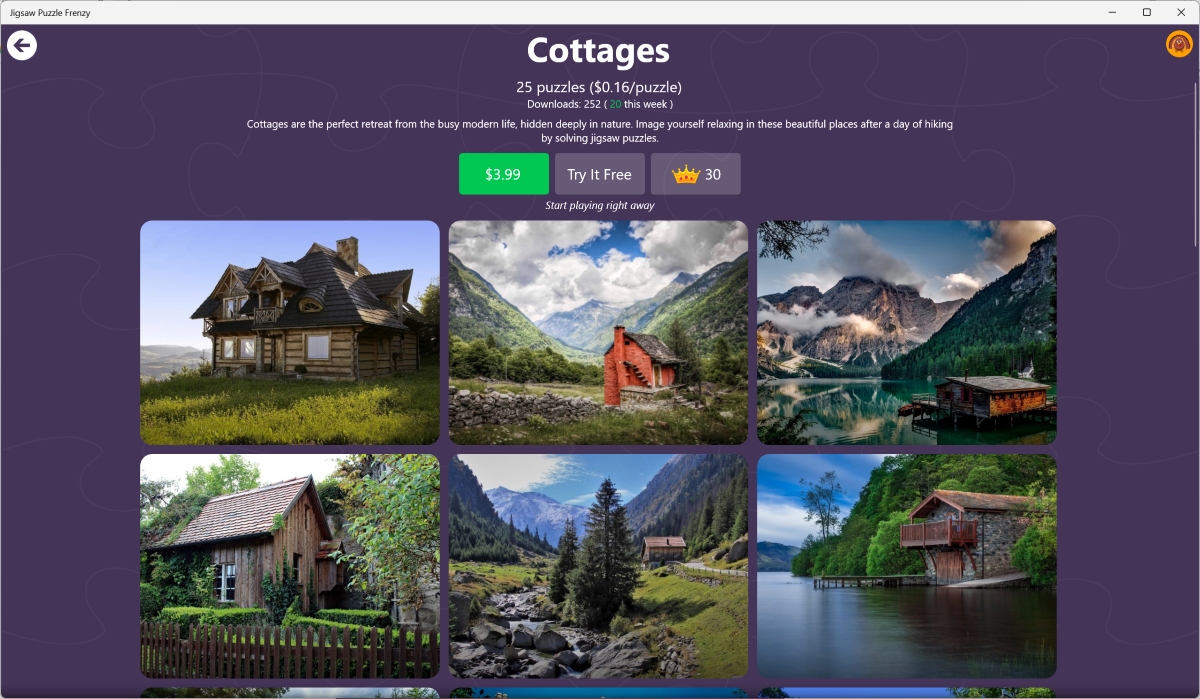 Jigsaw Puzzle Frenzy
Cottages
25 puzzles ($0.16/puzzle)
Downloads: 252 ( 20 this week )
Cottages are the perfect retreat from the busy modern life, hidden deeply in nature. Image yourself relaxing in these beautiful places after a day of hiking
by solving jigsaw puzzles.
$3.99
Try It Free
30
Start playing right away